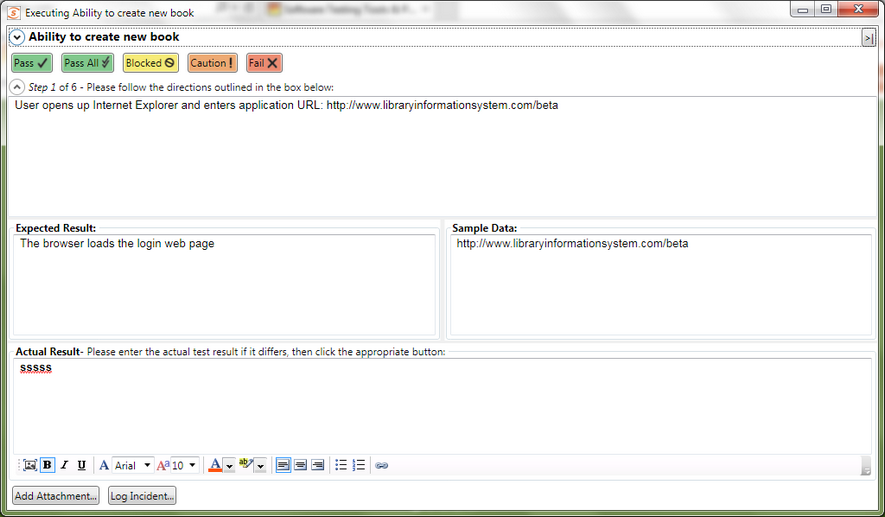 Executing Ability to create new book
Ability to create new book
>|
Pass Pass All Blocked Caution ! Fail
Step 1 of 6 - Please follow the directions outlined in the box below:
User opens up Internet Explorer and enters application URL: http://www.libraryinformationsystem.com/beta
Expected Result: Sample Data:
The browser loads the login web page http://www.libraryinformationsystem.com/beta
Actual Result- Please enter the actual test result if it differs, then click the appropriate button:
sssss
B I U A Arial Aa 10 A ab
Add Attachment... Log Incident...